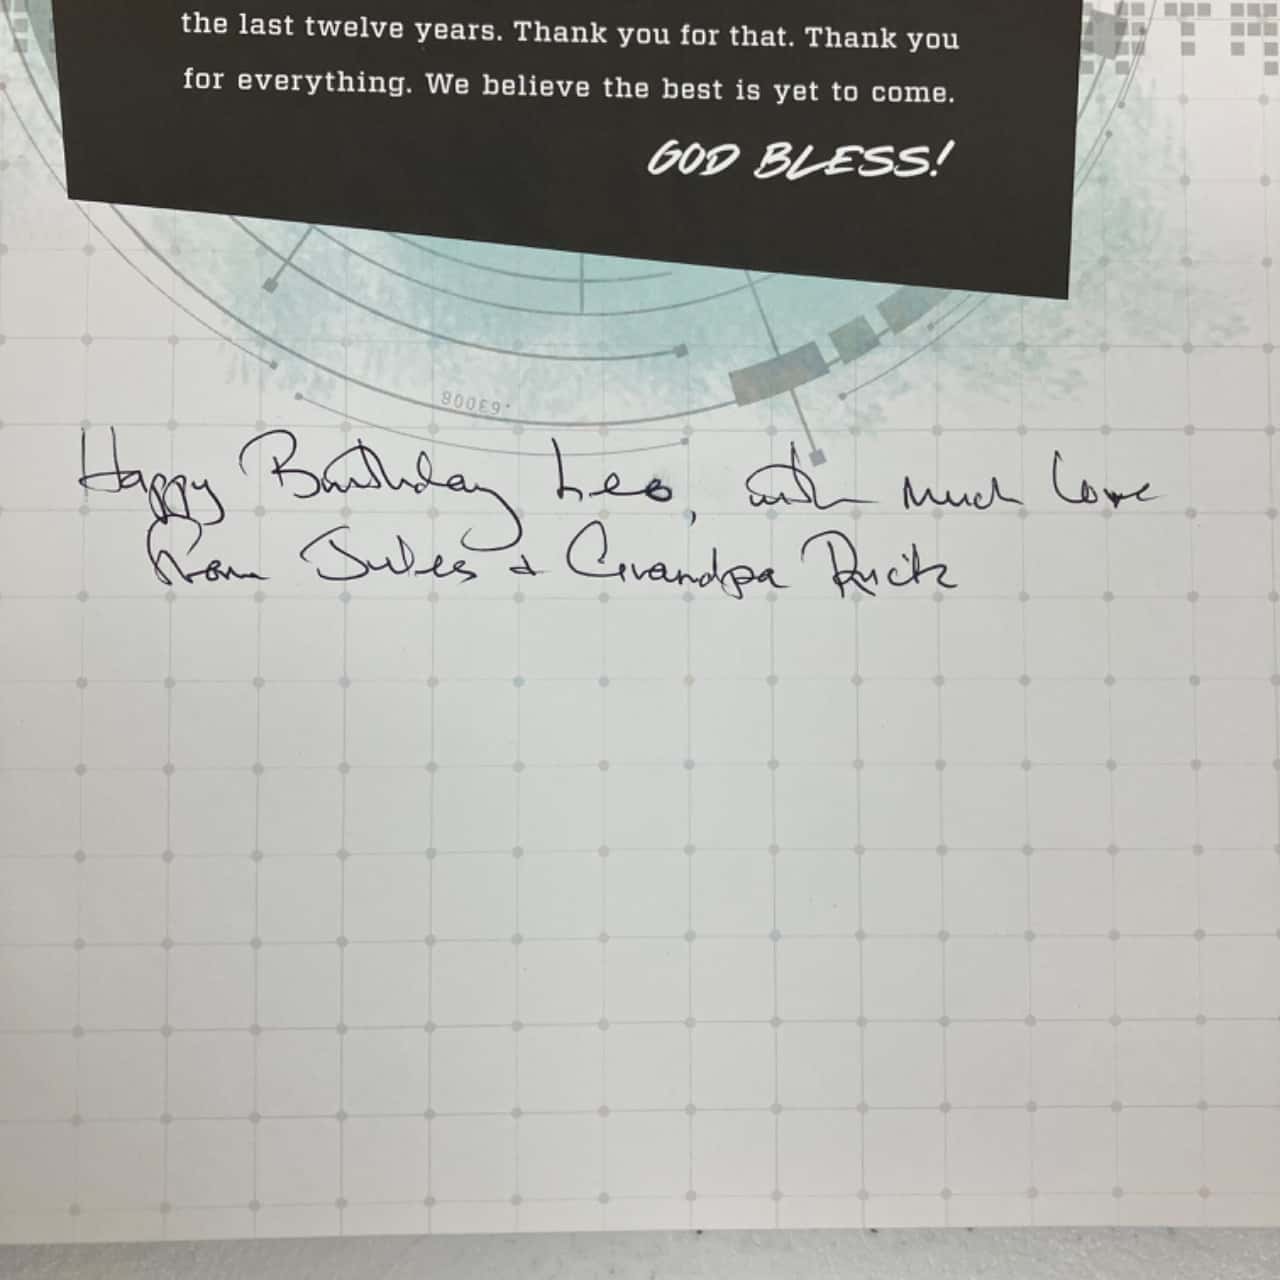 the last twelve years. Thank you for that. Thank you
for everything. We believe the best is yet to come.
GOD BLESS!
Happy Birthday Leo, with much love
from Jules & Grandpa Rick